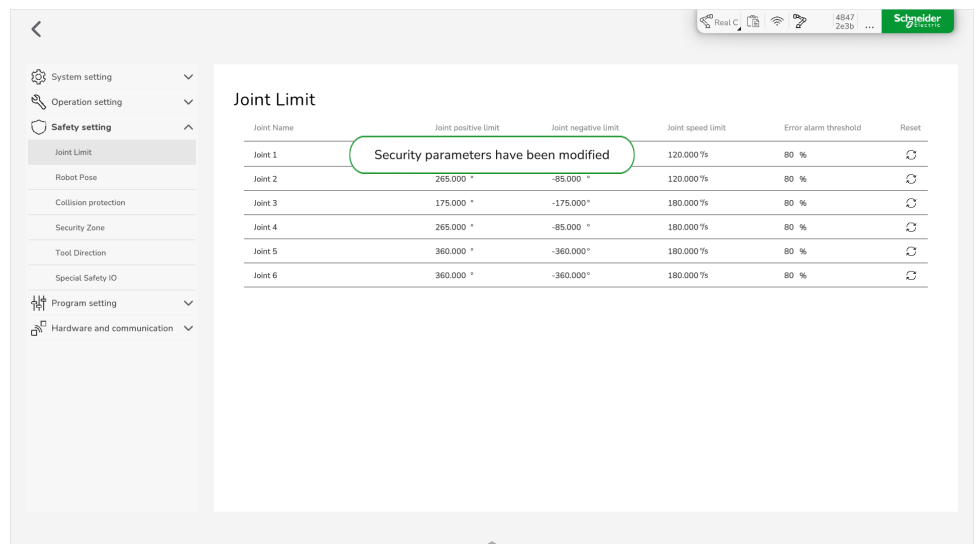 Real C
4847
2e3b
...
Schneider
Electric
System setting
Operation setting
Safety setting
Joint Limit
Robot Pose
Collision protection
Security Zone
Tool Direction
Special Safety IO
Program setting
Hardware and communication
Joint Limit
Joint Name Joint positive limit Joint negative limit Joint speed limit Error alarm threshold Reset
Joint 1 120.000 °/s 80 %
Security parameters have been modified
Joint 2 265.000 ° -85.000 ° 120.000 °/s 80 %
Joint 3 175.000 ° -175.000 ° 180.000 °/s 80 %
Joint 4 265.000 ° -85.000 ° 180.000 °/s 80 %
Joint 5 360.000 ° -360.000 ° 180.000 °/s 80 %
Joint 6 360.000 ° -360.000 ° 180.000 °/s 80 %